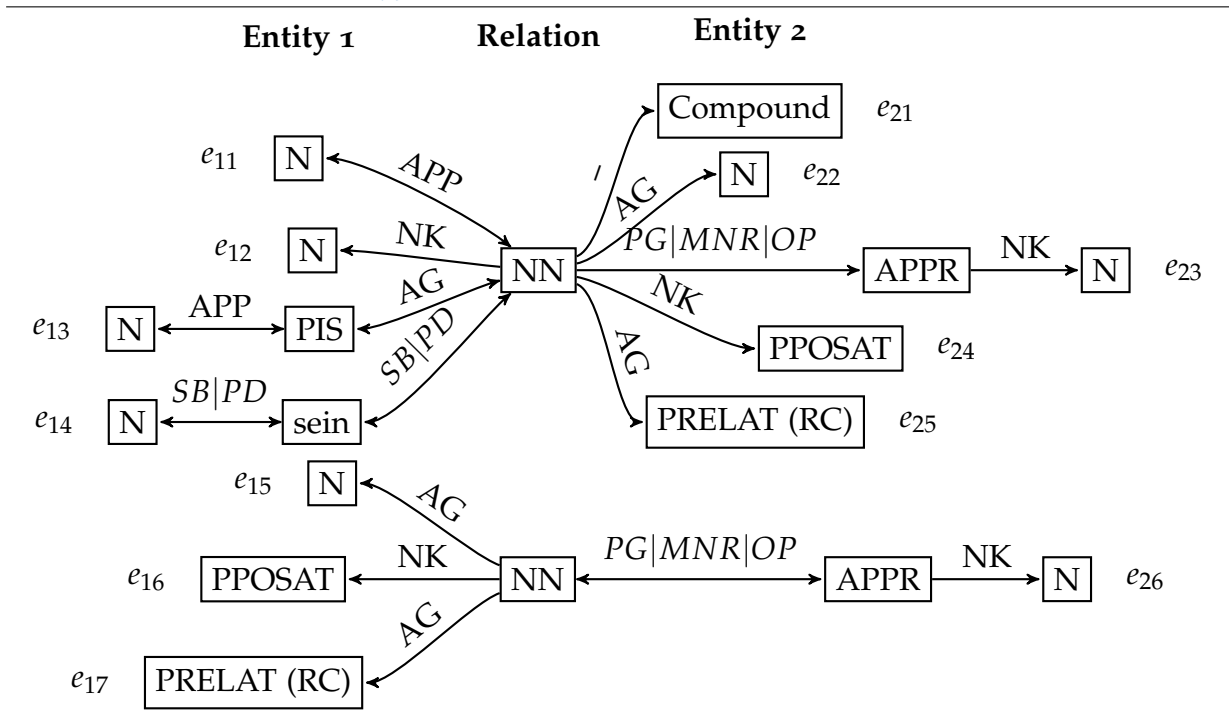 Entity 1 Relation Entity 2
Compound e21
e11 N APP / AG N e22
e12 N NK NN PG|MNR|OP APPR NK N e23
e13 N APP PIS AG NK PPOSAT e24
e14 N SB|PD sein SB|PD AG PRELAT (RC) e25
e15 N AG
e16 PPOSAT NK NN PG|MNR|OP APPR NK N e26
e17 PRELAT (RC) AG